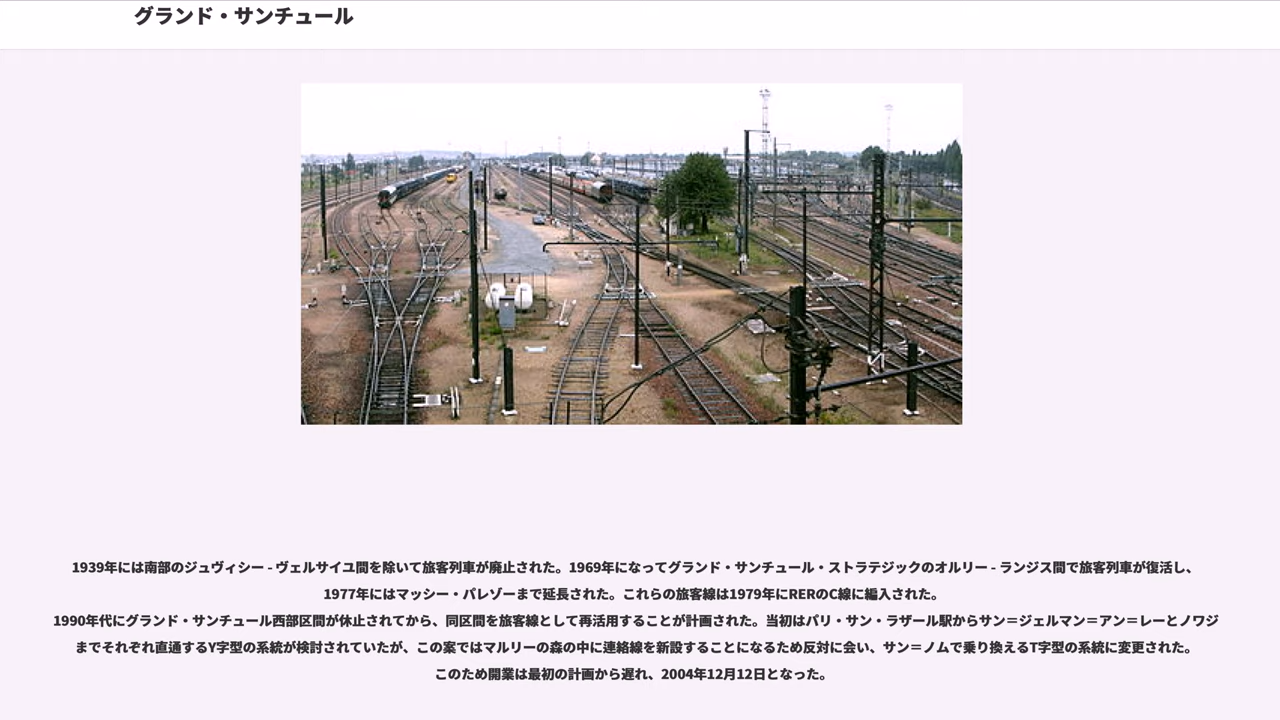 グランド・サンチュール
1939年には南部のジュヴィシー - ヴェルサイユ間を除いて旅客列車が廃止された。1969年になってグランド・サンチュール・ストラテジックのオルリー - ランジス間で旅客列車が復活し、
1977年にはマッシー・パレゾーまで延長された。これらの旅客線は1979年にRERのC線に編入された。
1990年代にグランド・サンチュール西部区間が休止されてから、同区間を旅客線として再活用することが計画された。当初はパリ・サン・ラザール駅からサン＝ジェルマン＝アン＝レーとノワジ
までそれぞれ直通するY字型の系統が検討されていたが、この案ではマルリーの森の中に連絡線を新設することになるため反対に会い、サン＝ノムで乗り換えるT字型の系統に変更された。
このため開業は最初の計画から遅れ、2004年12月12日となった。